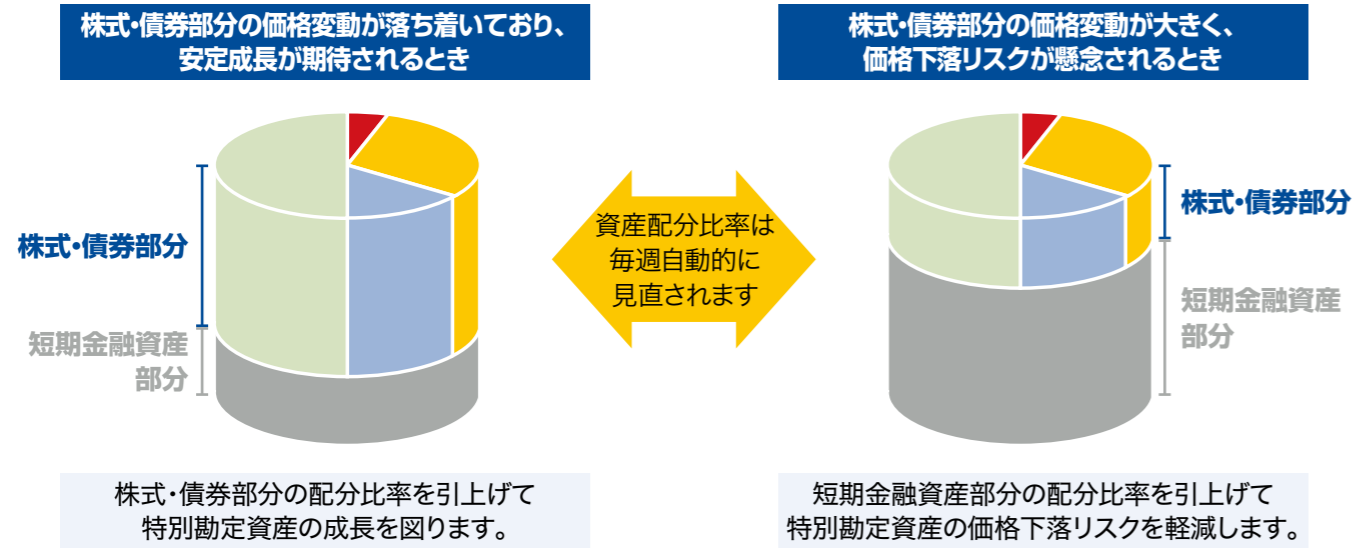 株式・債券部分の価格変動が落ち着いており、
安定成長が期待されるとき
株式・債券部分の価格変動が大きく、
価格下落リスクが懸念されるとき
株式・債券部分
短期金融資産
部分
資産配分比率は
毎週自動的に
見直されます
株式・債券部分
短期金融資産
部分
株式・債券部分の配分比率を引上げて
特別勘定資産の成長を図ります。
短期金融資産部分の配分比率を引上げて
特別勘定資産の価格下落リスクを軽減します。